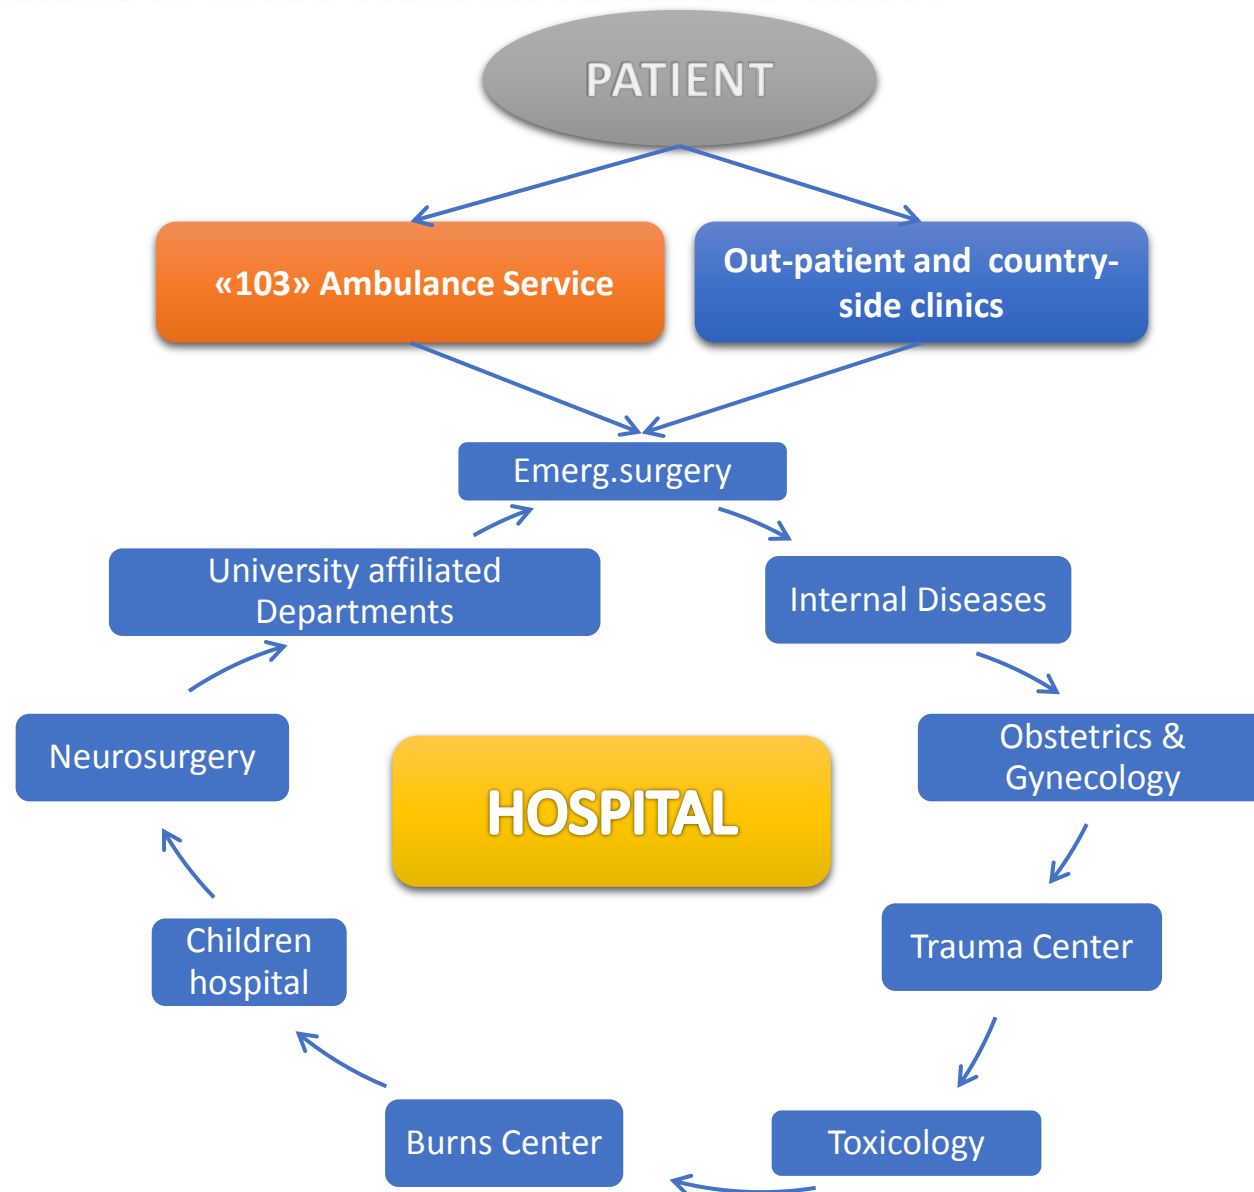 PATIENT
«103» Ambulance Service
Out-patient and country-
side clinics
Emerg.surgery
University affiliated
Departments
Internal Diseases
Neurosurgery
Obstetrics &
Gynecology
HOSPITAL
Children
hospital
Trauma Center
Burns Center
Toxicology